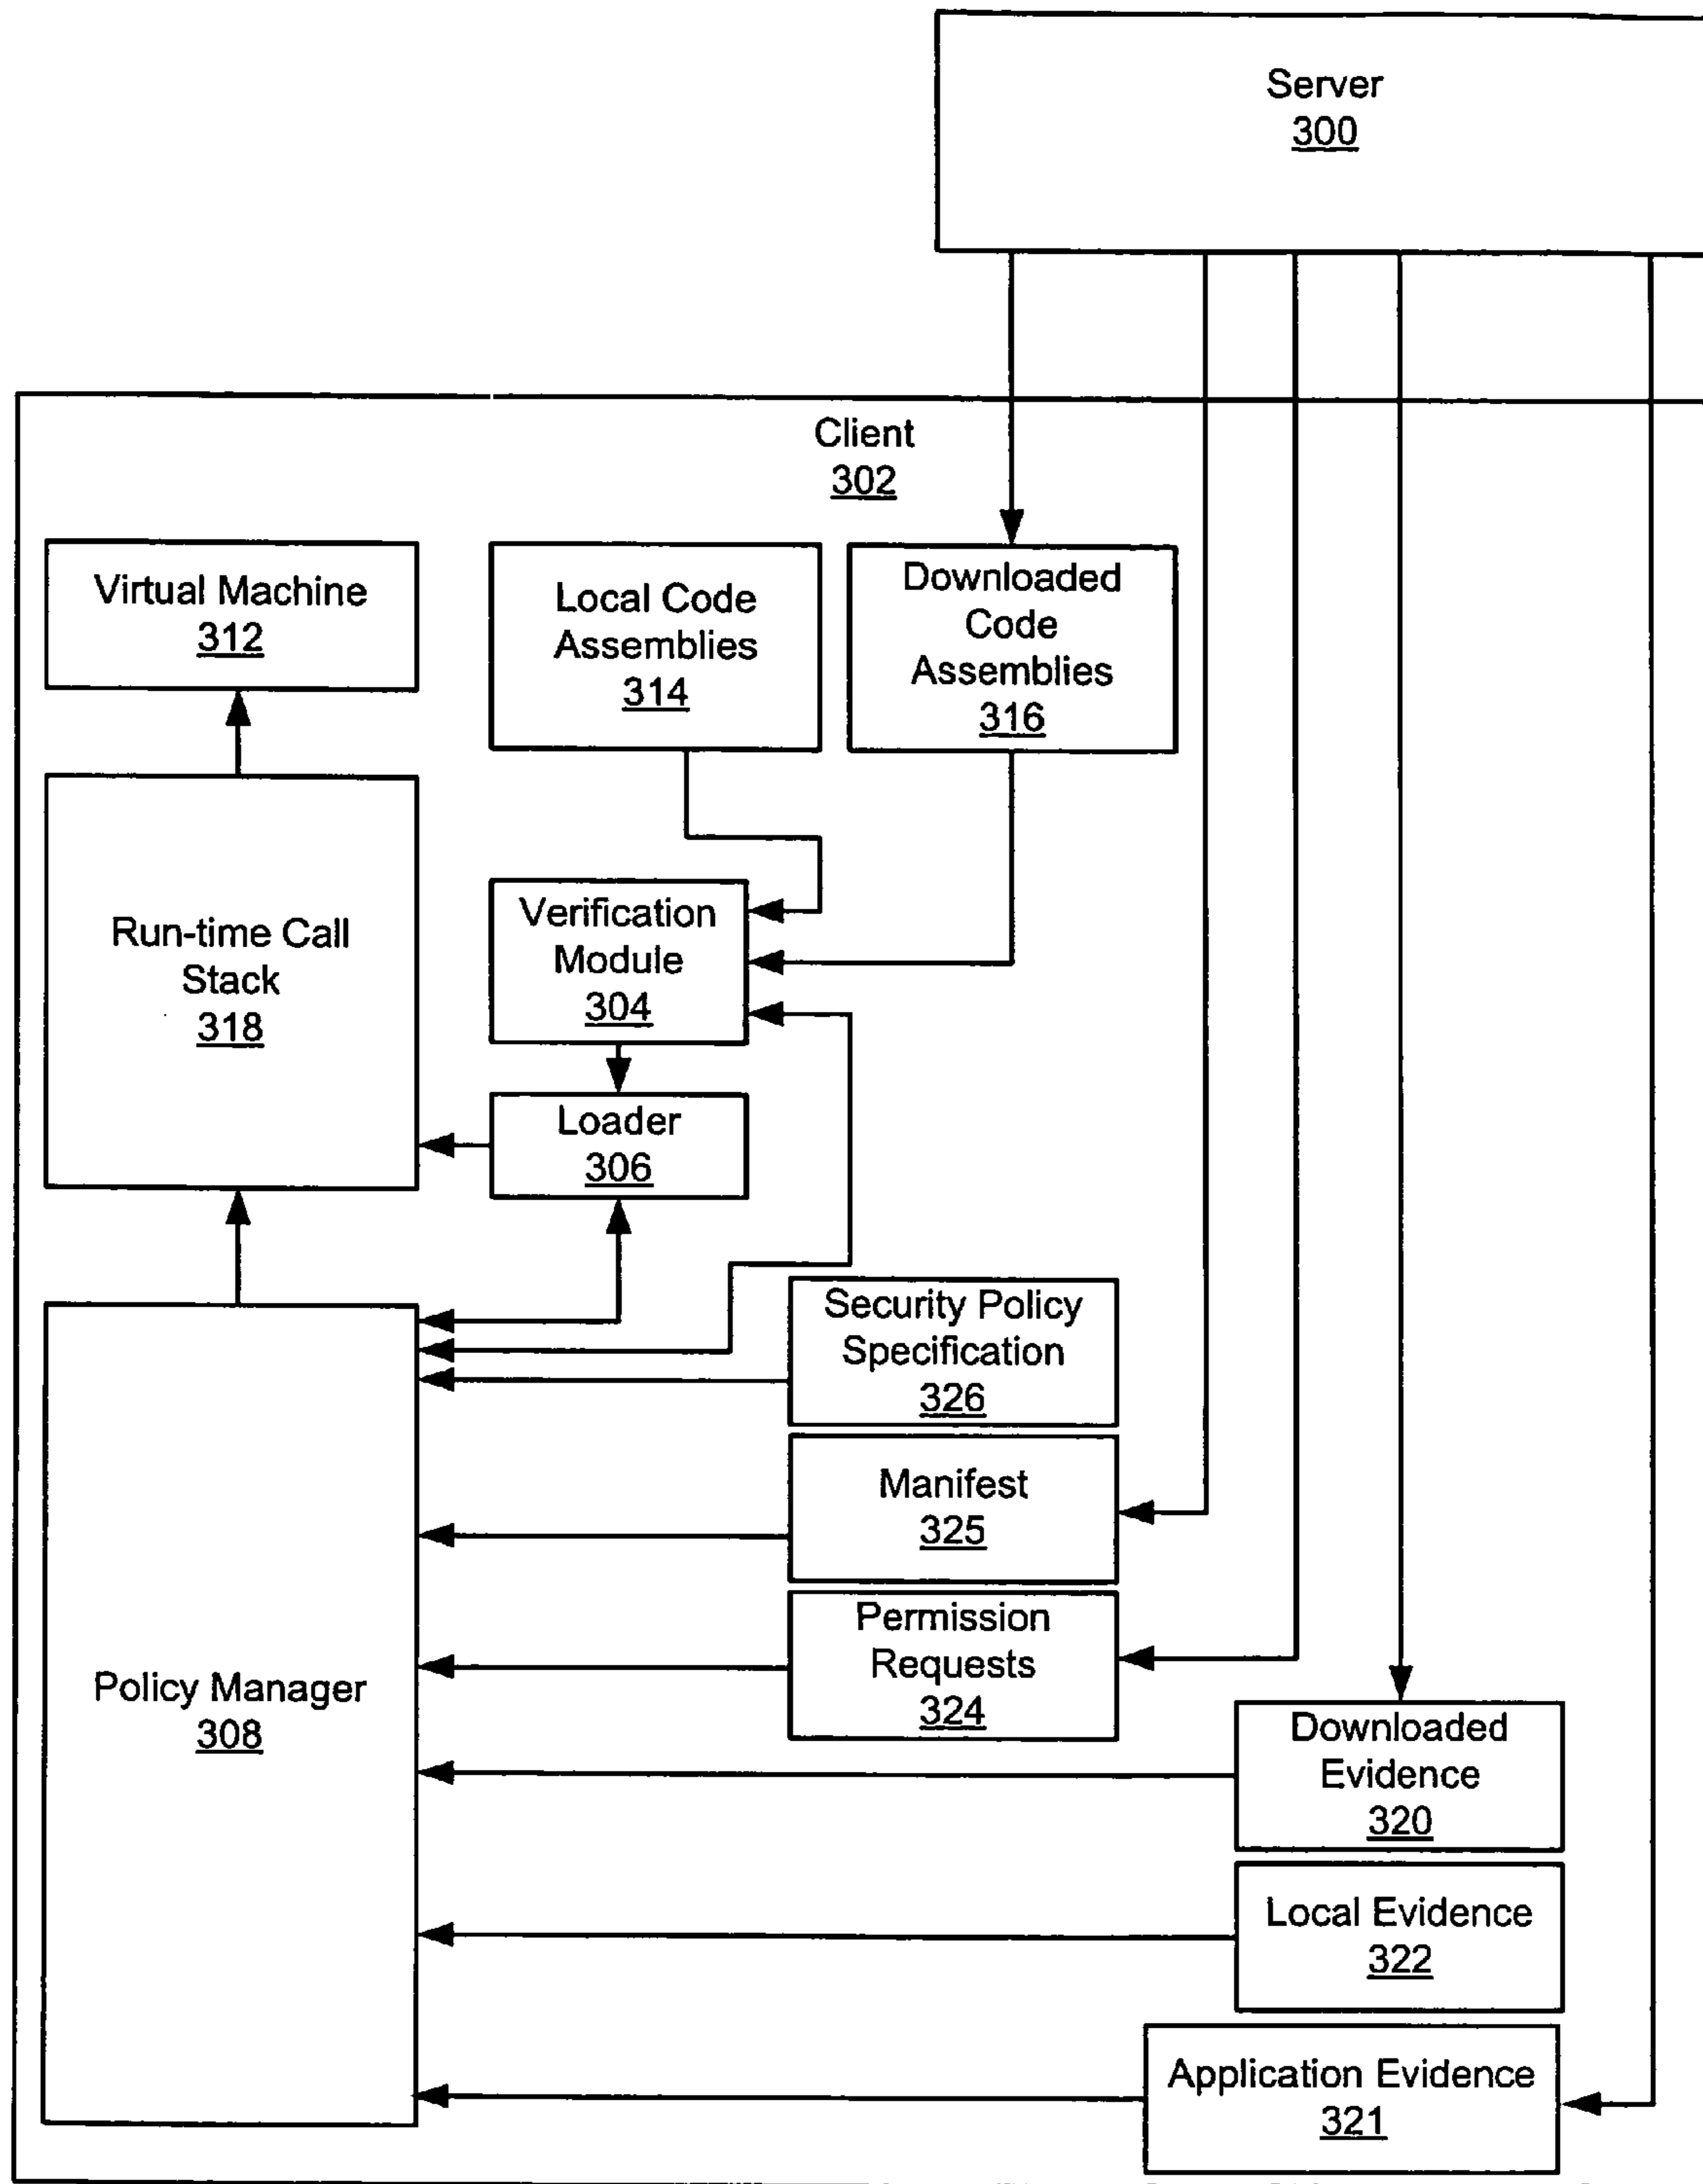 Server
300
Client
302
Virtual Machine
312
Local Code
Assemblies
314
Downloaded
Code
Assemblies
316
Run-time Call
Stack
318
Verification
Module
304
Loader
306
Security Policy
Specification
326
Manifest
325
Permission
Requests
324
Policy Manager
308
Downloaded
Evidence
320
Local Evidence
322
Application Evidence
321